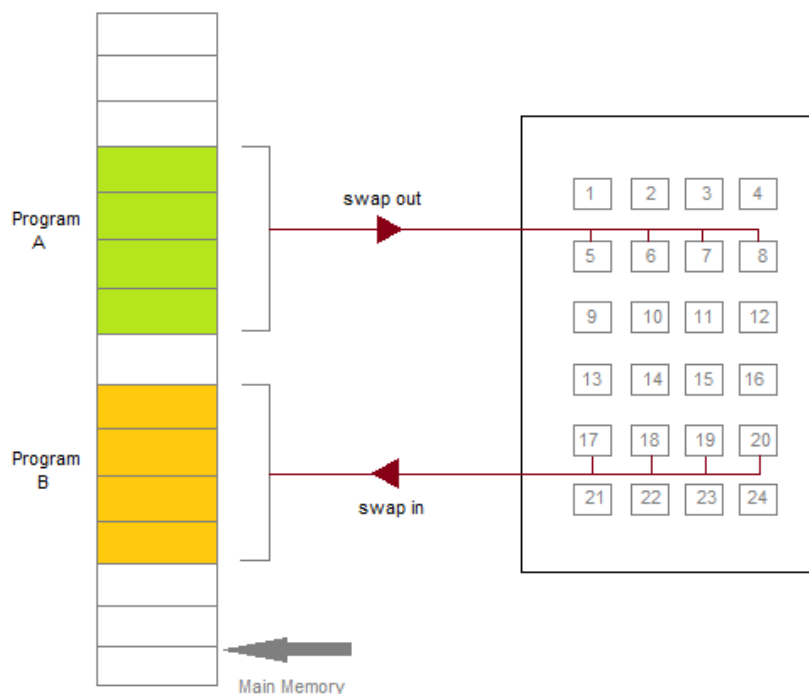 1 2 3 4
swap out
Program
A
5 6 7 8
9 10 11 12
13 14 15 16
17 18 19 20
Program
B
swap in
21 22 23 24
Main Memory